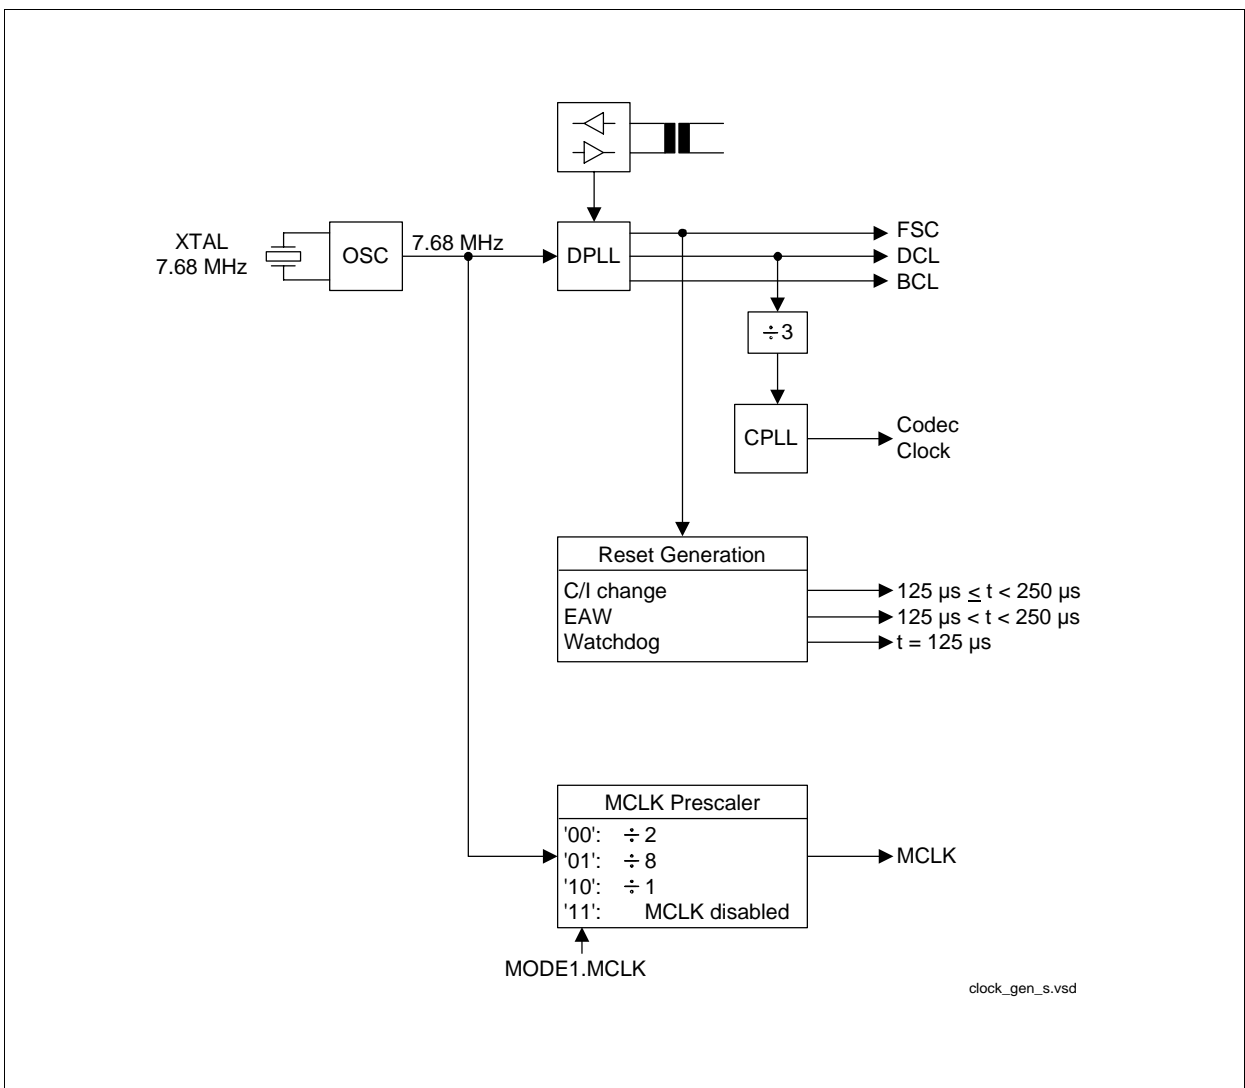 XTAL
7.68 MHz
OSC
7.68 MHz
DPLL
FSC
DCL
BCL
÷3
CPLL
Codec
Clock
Reset Generation
C/I change
125 µs ≤ t < 250 µs
EAW
125 µs < t < 250 µs
Watchdog
t = 125 µs
MCLK Prescaler
'00': ÷2
'01': ÷8
'10': ÷1
'11': MCLK disabled
MCLK
MODE1.MCLK
clock_gen_s.vsd